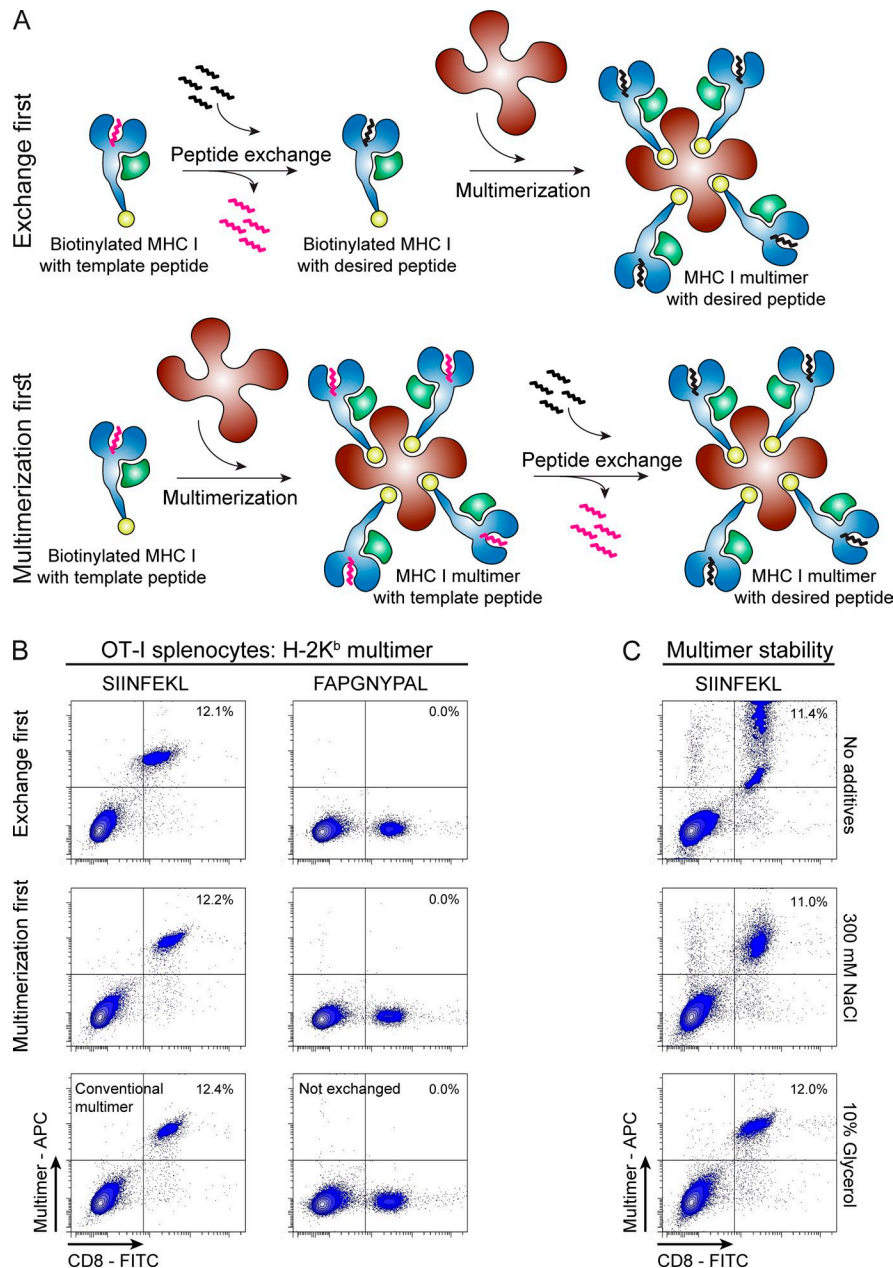 A
Exchange first
Peptide exchange
Multimerization
Biotinylated MHC I
with template peptide
Biotinylated MHC I
with desired peptide
MHC I multimer
with desired peptide
Multimerization first
Multimerization
Peptide exchange
Biotinylated MHC I
with template peptide
MHC I multimer
with template peptide
MHC I multimer
with desired peptide
B
OT-I splenocytes: H-2Kᵇ multimer
SIINFEKL
FAPGNYPAL
Exchange first
12.1%
0.0%
Multimerization first
12.2%
0.0%
Conventional
multimer
12.4%
Not exchanged
0.0%
Multimer - APC
CD8 - FITC
C
Multimer stability
SIINFEKL
11.4%
No additives
11.0%
300 mM NaCl
12.0%
10% Glycerol
Multimer - APC
CD8 - FITC